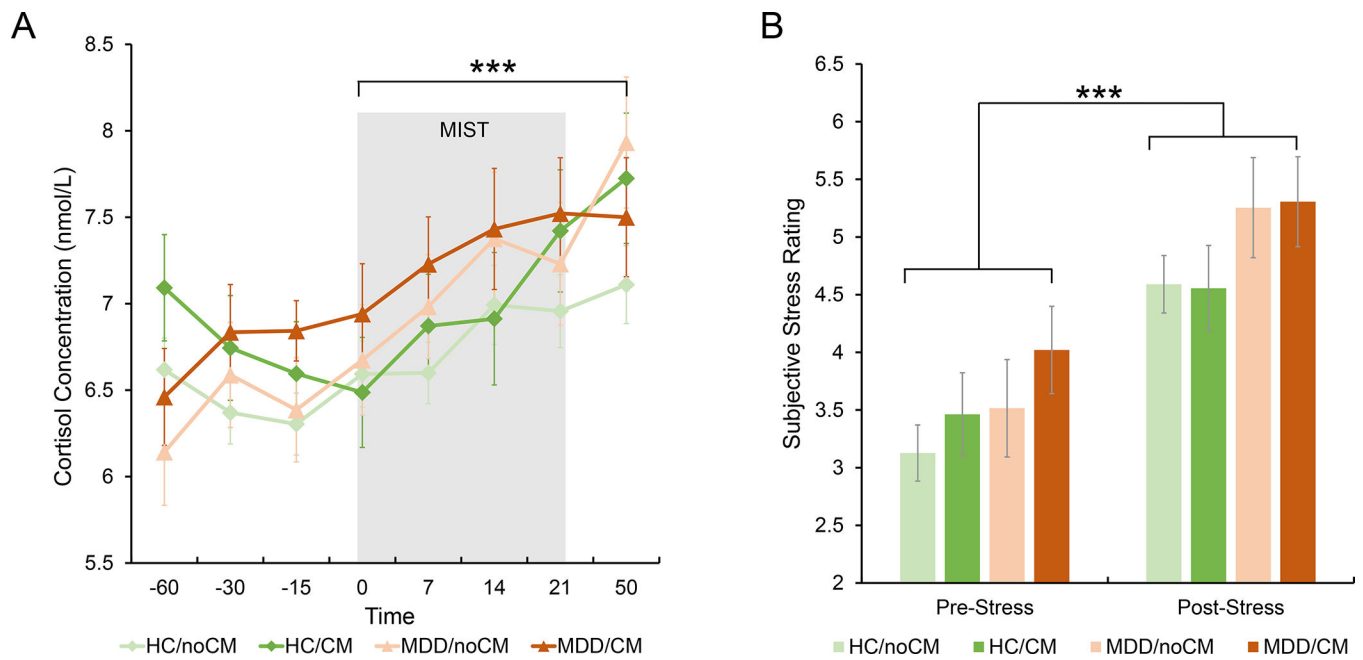 A
8.5
8
7.5
7
6.5
6
5.5
Cortisol Concentration (nmol/L)
***
MIST
-60 -30 -15 0 7 14 21 50
Time
HC/noCM HC/CM MDD/noCM MDD/CM
B
6.5
6
5.5
5
4.5
4
3.5
3
2.5
2
Subjective Stress Rating
***
Pre-Stress Post-Stress
HC/noCM HC/CM MDD/noCM MDD/CM